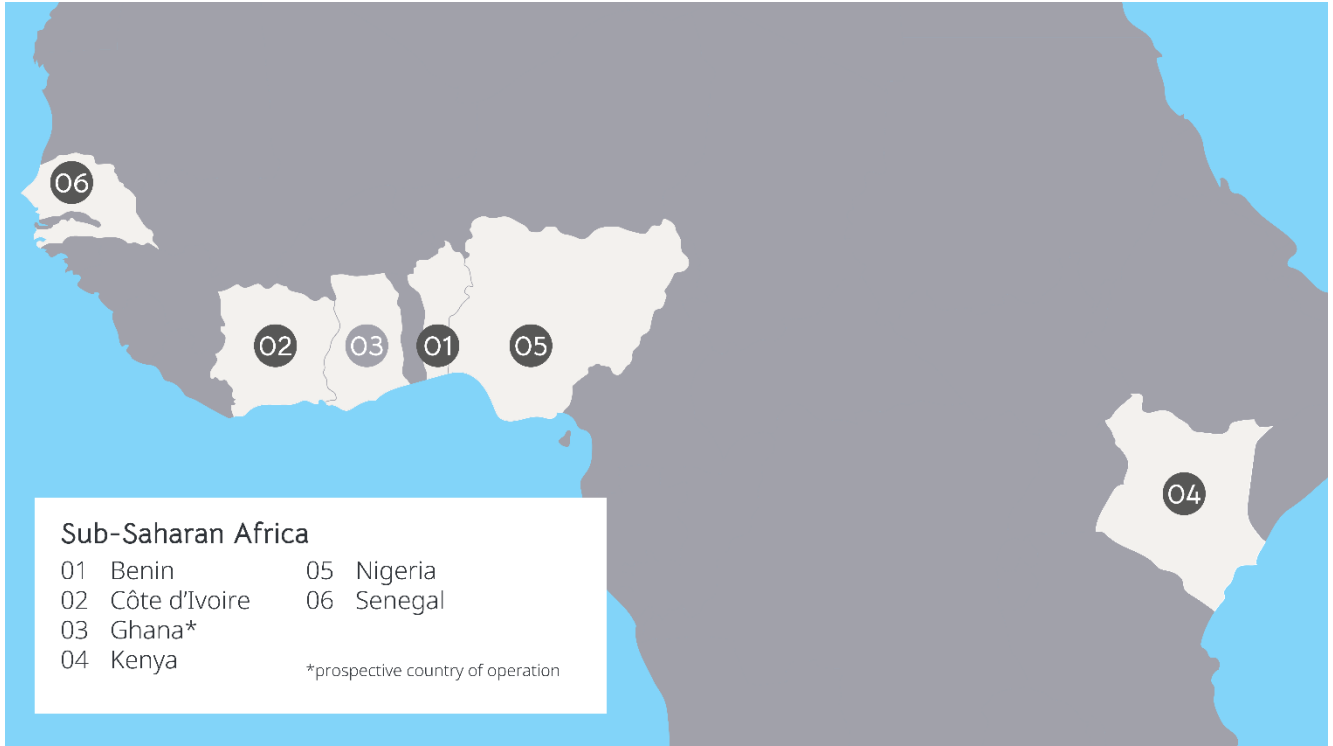 06
02
03
01
05
04
Sub-Saharan Africa
01 Benin
02 Côte d’Ivoire
03 Ghana*
04 Kenya
05 Nigeria
06 Senegal
*prospective country of operation